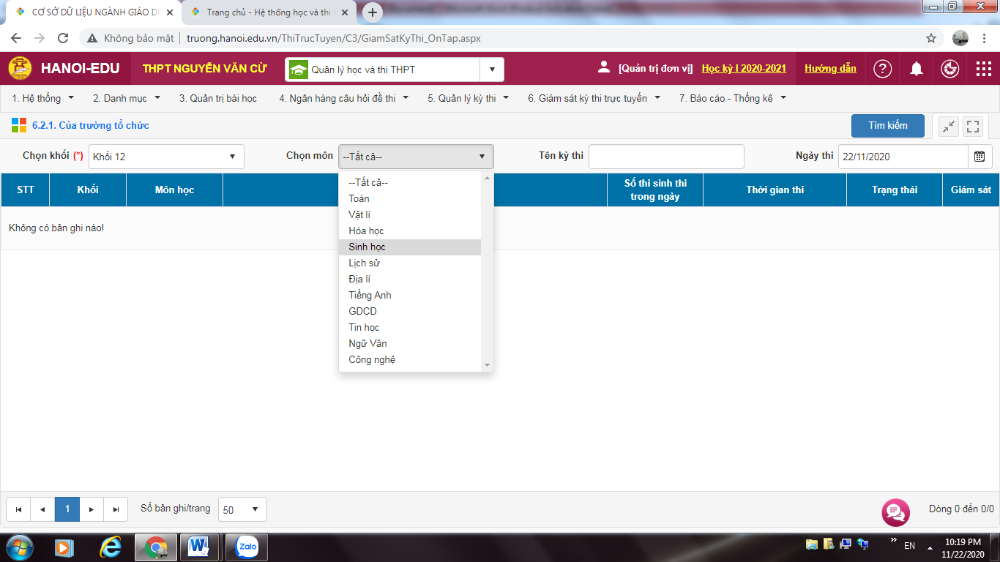 CƠ SỞ DỮ LIỆU NGÀNH GIÁO DỤ
Trang chủ - Hệ thống học và thi t
Không bảo mật
truong.hanoi.edu.vn/ThiTrucTuyen/C3/GiamSatKyThi_OnTap.aspx
HANOI-EDU
THPT NGUYỄN VĂN CỪ
Quản lý học và thi THPT
[Quản trị đơn vị]
Học kỳ I 2020-2021
Hướng dẫn
1. Hệ thống
2. Danh mục
3. Quản trị bài học
4. Ngân hàng câu hỏi đề thi
5. Quản lý kỳ thi
6. Giám sát kỳ thi trực tuyến
7. Báo cáo - Thống kê
6.2.1. Của trường tổ chức
Tìm kiếm
Chọn khối (*)
Khối 12
Chọn môn
--Tất cả--
Tên kỳ thi
Ngày thi
22/11/2020
STT
Khối
Môn học
Số thi sinh thi
trong ngày
Thời gian thi
Trạng thái
Giám sát
--Tất cả--
Toán
Vật lí
Hóa học
Sinh học
Lịch sử
Địa lí
Tiếng Anh
GDCD
Tin học
Ngữ Văn
Công nghệ
Không có bản ghi nào!
1
Số bản ghi/trang
50
Dòng 0 đến 0/0
Zalo
EN
10:19 PM
11/22/2020